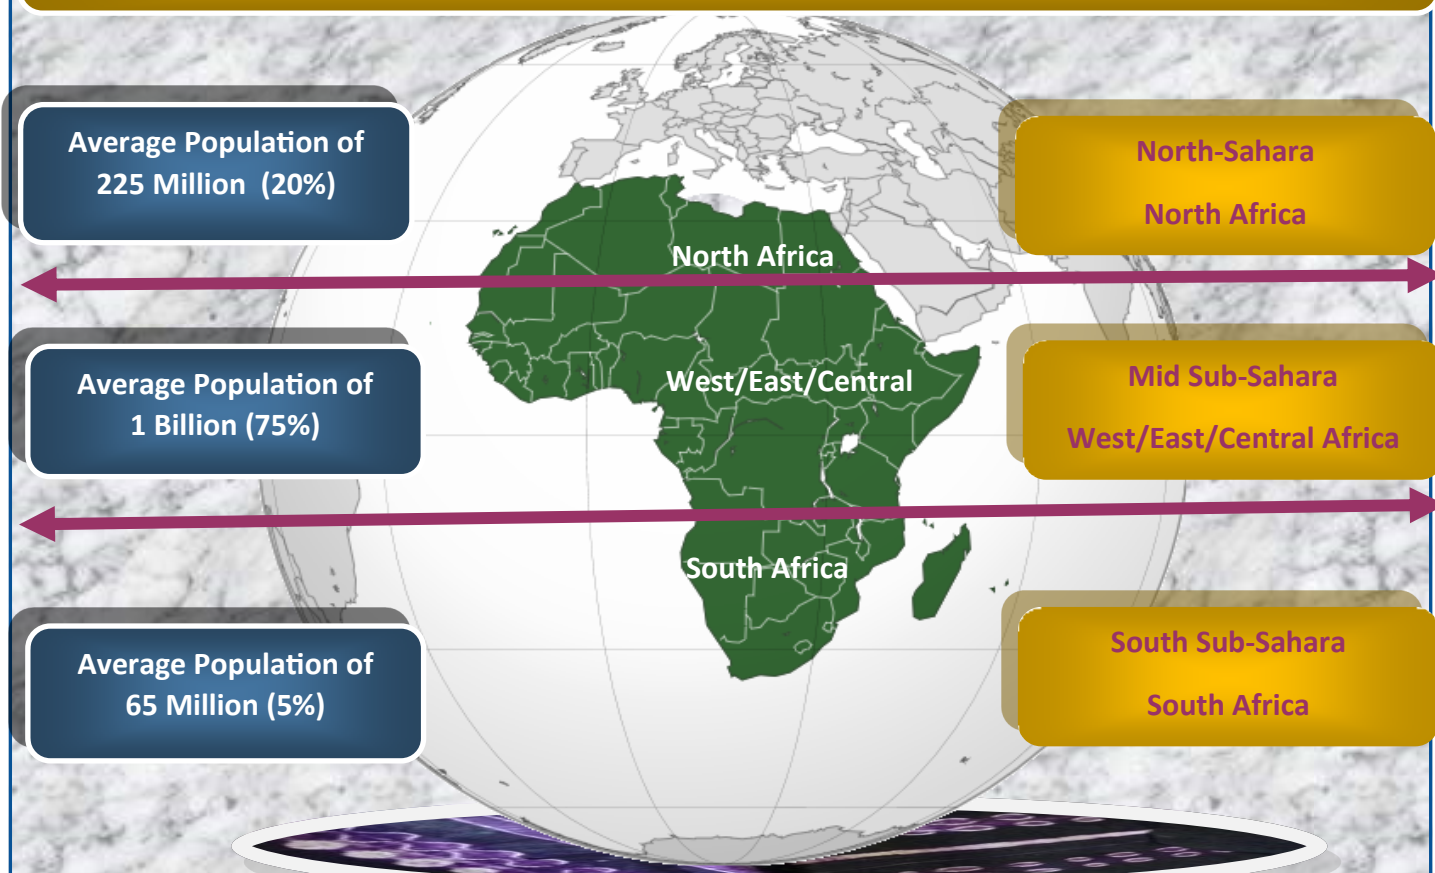 Average Population of
225 Million (20%)
North-Sahara
North Africa
North Africa
Average Population of
1 Billion (75%)
West/East/Central
Mid Sub-Sahara
West/East/Central Africa
South Africa
Average Population of
65 Million (5%)
South Sub-Sahara
South Africa